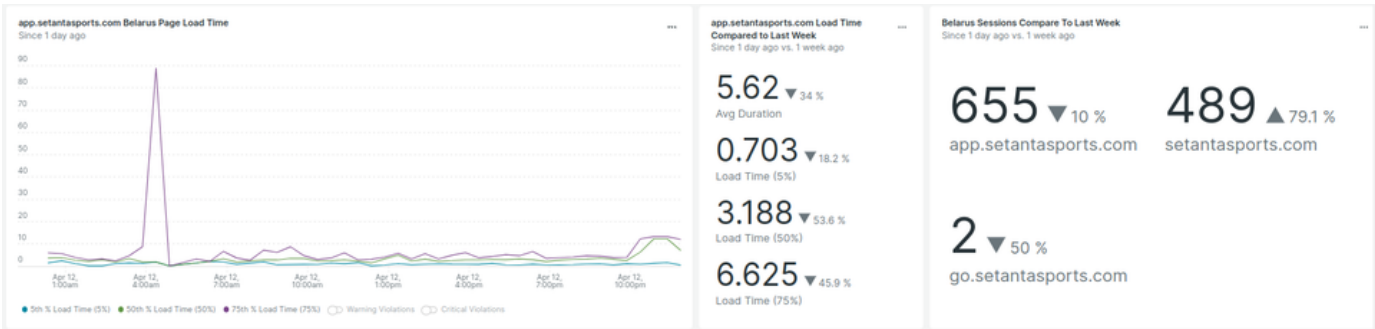 app.setantasports.com Belarus Page Load Time
Since 1 day ago
...
90
80
70
60
50
40
30
20
10
0
Apr 12, 1:00am
Apr 12, 4:00am
Apr 12, 7:00am
Apr 12, 10:00am
Apr 12, 1:00pm
Apr 12, 4:00pm
Apr 12, 7:00pm
Apr 12, 10:00pm
5th % Load Time (5%) 50th % Load Time (50%) 75th % Load Time (75%) Warning Violations Critical Violations
app.setantasports.com Load Time
Compared to Last Week
Since 1 day ago vs. 1 week ago
...
5.62 ▼ 34 %
Avg Duration
0.703 ▼ 18.2 %
Load Time (5%)
3.188 ▼ 53.6 %
Load Time (50%)
6.625 ▼ 45.9 %
Load Time (75%)
Belarus Sessions Compare To Last Week
Since 1 day ago vs. 1 week ago
...
655 ▼ 10 %
app.setantasports.com
489 ▲ 79.1 %
setantasports.com
2 ▼ 50 %
go.setantasports.com